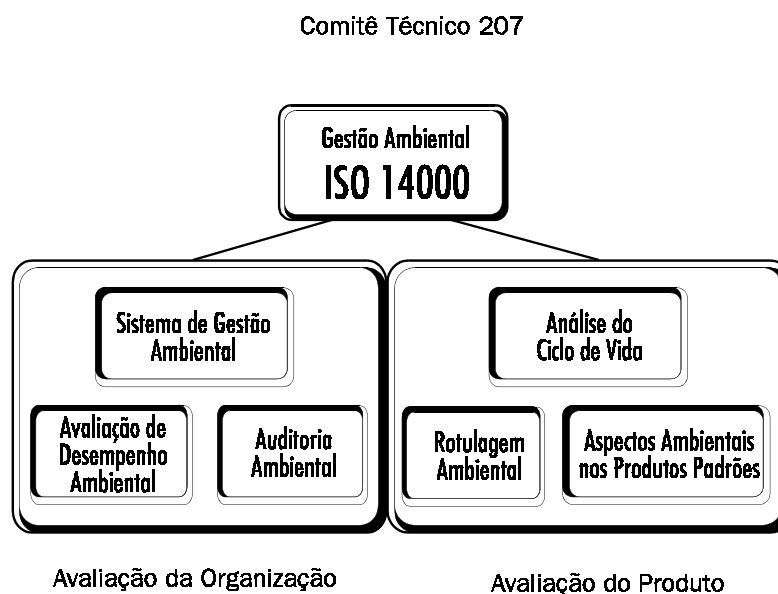 Comitê Técnico 207
Gestão Ambiental
ISO 14000
Sistema de Gestão
Ambiental
Avaliação de
Desempenho
Ambiental
Auditoria
Ambiental
Avaliação da Organização
Análise do
Ciclo de Vida
Rotulagem
Ambiental
Aspectos Ambientais
nos Produtos Padrões
Avaliação do Produto